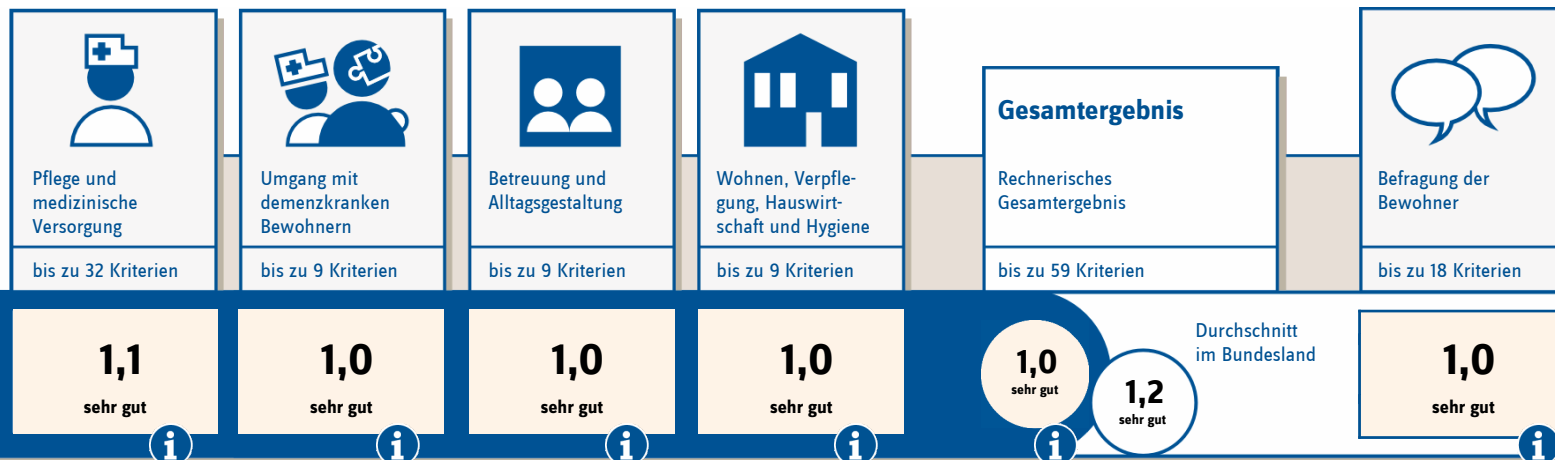 Pflege und
medizinische
Versorgung
bis zu 32 Kriterien
1,1
sehr gut
i
Umgang mit
demenzkranken
Bewohnern
bis zu 9 Kriterien
1,0
sehr gut
i
Betreuung und
Alltagsgestaltung
bis zu 9 Kriterien
1,0
sehr gut
i
Wohnen, Verpfle-
gung, Hauswirt-
schaft und Hygiene
bis zu 9 Kriterien
1,0
sehr gut
i
Gesamtergebnis
Rechnerisches
Gesamtergebnis
bis zu 59 Kriterien
1,0
sehr gut
i
Durchschnitt
im Bundesland
1,2
sehr gut
Befragung der
Bewohner
bis zu 18 Kriterien
1,0
sehr gut
i